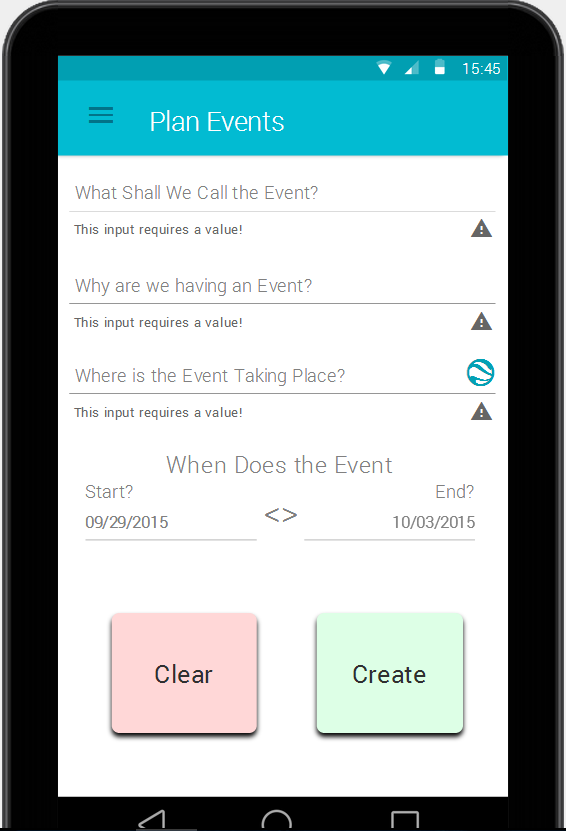 15:45
Plan Events
What Shall We Call the Event?
This input requires a value!
Why are we having an Event?
This input requires a value!
Where is the Event Taking Place?
This input requires a value!
When Does the Event
Start? End?
09/29/2015 <> 10/03/2015
Clear Create